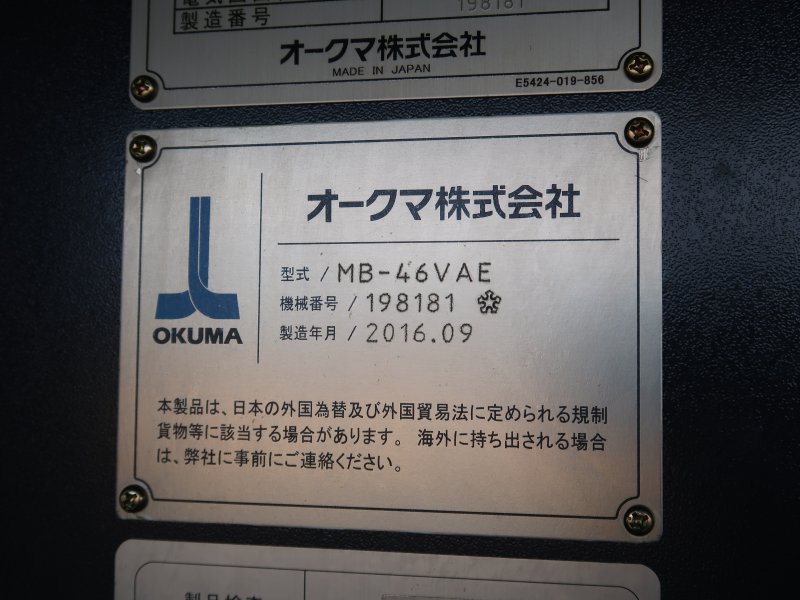 製造番号 198181
オークマ株式会社
MADE IN JAPAN
E5424-019-856
オークマ株式会社
型式 / MB-46VAE
機械番号 / 198181
製造年月 / 2016.09
OKUMA
本製品は、日本の外国為替及び外国貿易法に定められる規制
貨物等に該当する場合があります。 海外に持ち出される場合
は、弊社に事前にご連絡ください。
製品検査